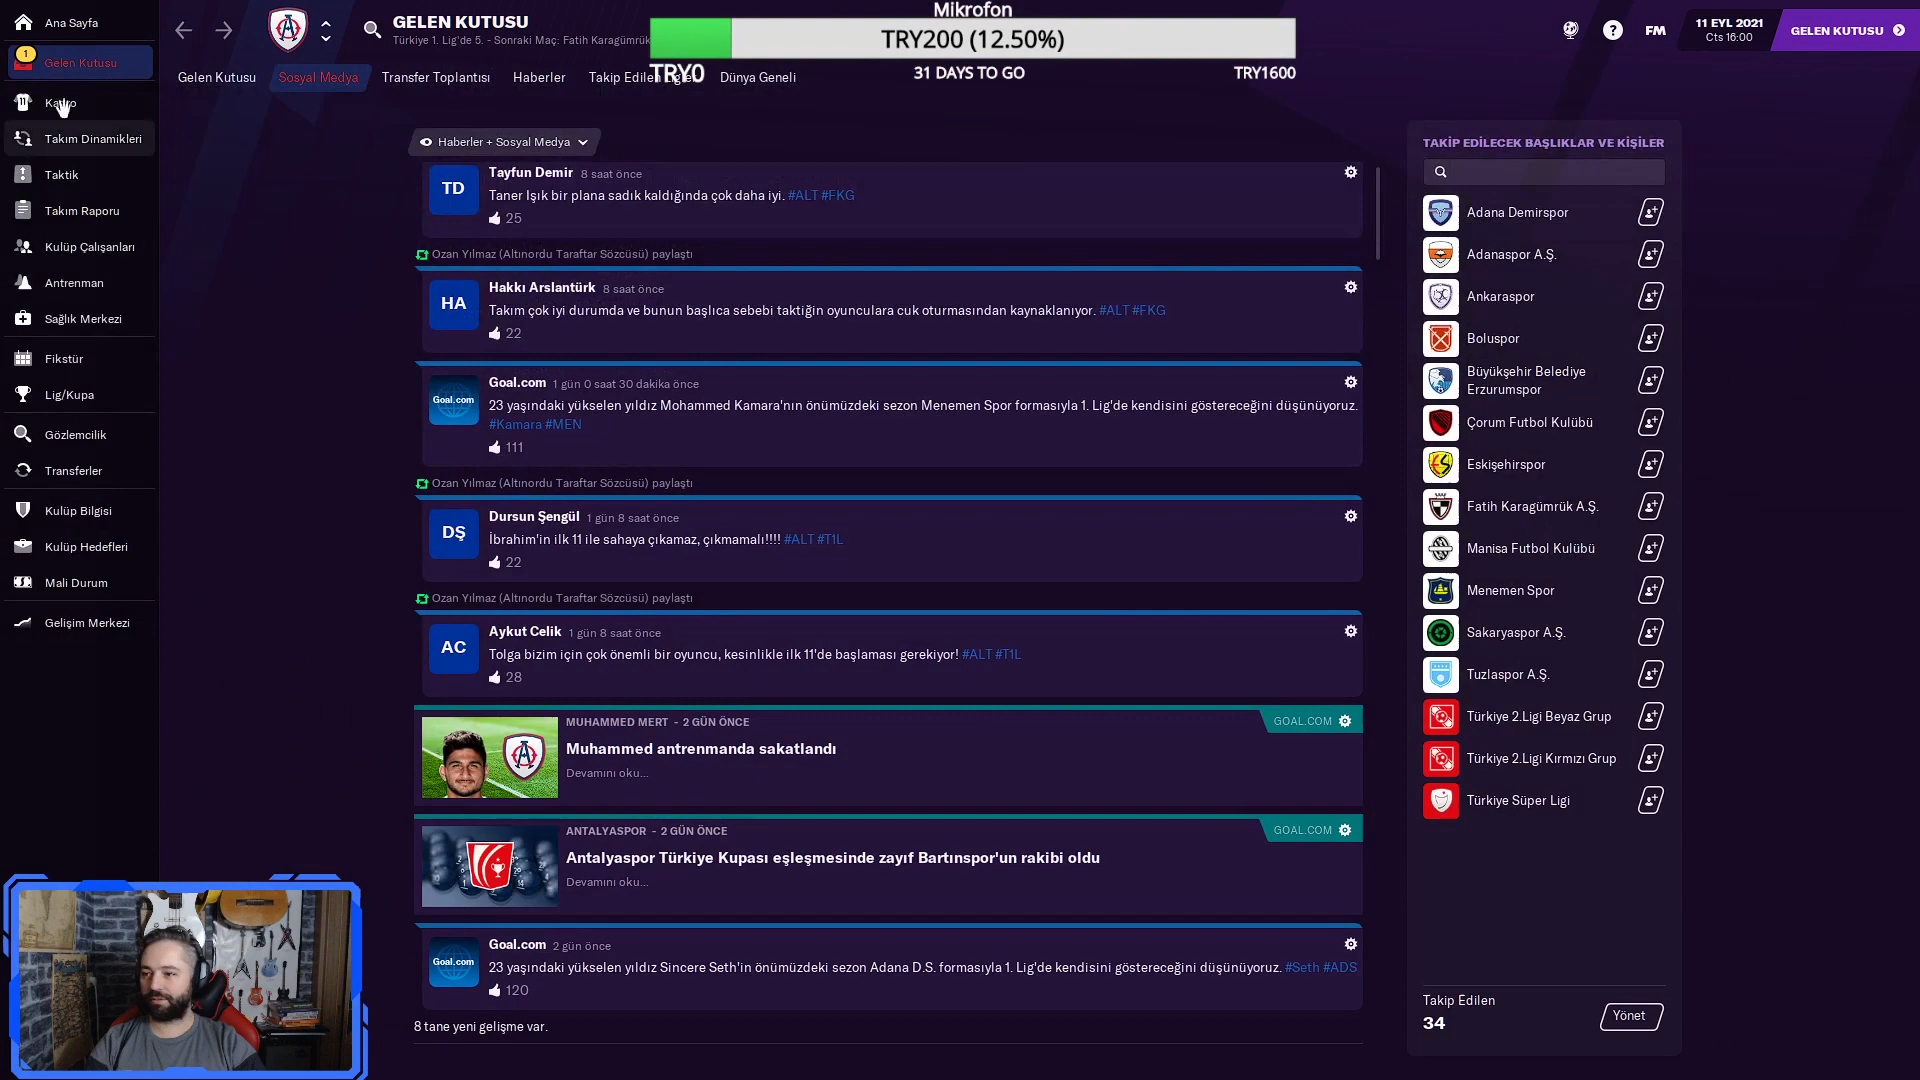 Ana Sayfa
1
Gelen Kutusu
Kadro
Takım Dinamikleri
Taktik
Takım Raporu
Kulüp Çalışanları
Antrenman
Sağlık Merkezi
Fikstür
Lig/Kupa
Gözlemcilik
Transferler
Kulüp Bilgisi
Kulüp Hedefleri
Mali Durum
Gelişim Merkezi
GELEN KUTUSU
Türkiye 1. Lig'de 5. - Sonraki Maç: Fatih Karagümrük
Mikrofon
TRY200 (12.50%)
TRY0
31 DAYS TO GO
TRY1600
FM
11 EYL 2021
Cts 16:00
GELEN KUTUSU
Gelen Kutusu
Sosyal Medya
Transfer Toplantısı
Haberler
Takip Edilen
Dünya Geneli
Haberler + Sosyal Medya
TD
Tayfun Demir 8 saat önce
Taner Işık bir plana sadık kaldığında çok daha iyi. #ALT #FKG
25
Ozan Yılmaz (Altınordu Taraftar Sözcüsü) paylaştı
HA
Hakkı Arslantürk 8 saat önce
Takım çok iyi durumda ve bunun başlıca sebebi taktiğin oyunculara cuk oturmasından kaynaklanıyor. #ALT #FKG
22
Goal.com
Goal.com 1 gün 0 saat 30 dakika önce
23 yaşındaki yükselen yıldız Mohammed Kamara'nın önümüzdeki sezon Menemen Spor formasıyla 1. Lig'de kendisini göstereceğini düşünüyoruz.
#Kamara #MEN
111
Ozan Yılmaz (Altınordu Taraftar Sözcüsü) paylaştı
DŞ
Dursun Şengül 1 gün 8 saat önce
İbrahim'in ilk 11 ile sahaya çıkamaz, çıkmamalı!!!! #ALT #T1L
22
Ozan Yılmaz (Altınordu Taraftar Sözcüsü) paylaştı
AC
Aykut Celik 1 gün 8 saat önce
Tolga bizim için çok önemli bir oyuncu, kesinlikle ilk 11'de başlaması gerekiyor! #ALT #T1L
28
MUHAMMED MERT - 2 GÜN ÖNCE
GOAL.COM
Muhammed antrenmanda sakatlandı
Devamını oku...
ANTALYASPOR - 2 GÜN ÖNCE
GOAL.COM
Antalyaspor Türkiye Kupası eşleşmesinde zayıf Bartınspor'un rakibi oldu
Devamını oku...
Goal.com
Goal.com 2 gün önce
23 yaşındaki yükselen yıldız Sincere Seth'in önümüzdeki sezon Adana D.S. formasıyla 1. Lig'de kendisini göstereceğini düşünüyoruz. #Seth #ADS
120
8 tane yeni gelişme var.
TAKİP EDİLECEK BAŞLIKLAR VE KİŞİLER
Adana Demirspor
Adanaspor A.Ş.
Ankaraspor
Boluspor
Büyükşehir Belediye
Erzurumspor
Çorum Futbol Kulübü
Eskişehirspor
Fatih Karagümrük A.Ş.
Manisa Futbol Kulübü
Menemen Spor
Sakaryaspor A.Ş.
Tuzlaspor A.Ş.
Türkiye 2.Ligi Beyaz Grup
Türkiye 2.Ligi Kırmızı Grup
Türkiye Süper Ligi
Takip Edilen
34
Yönet